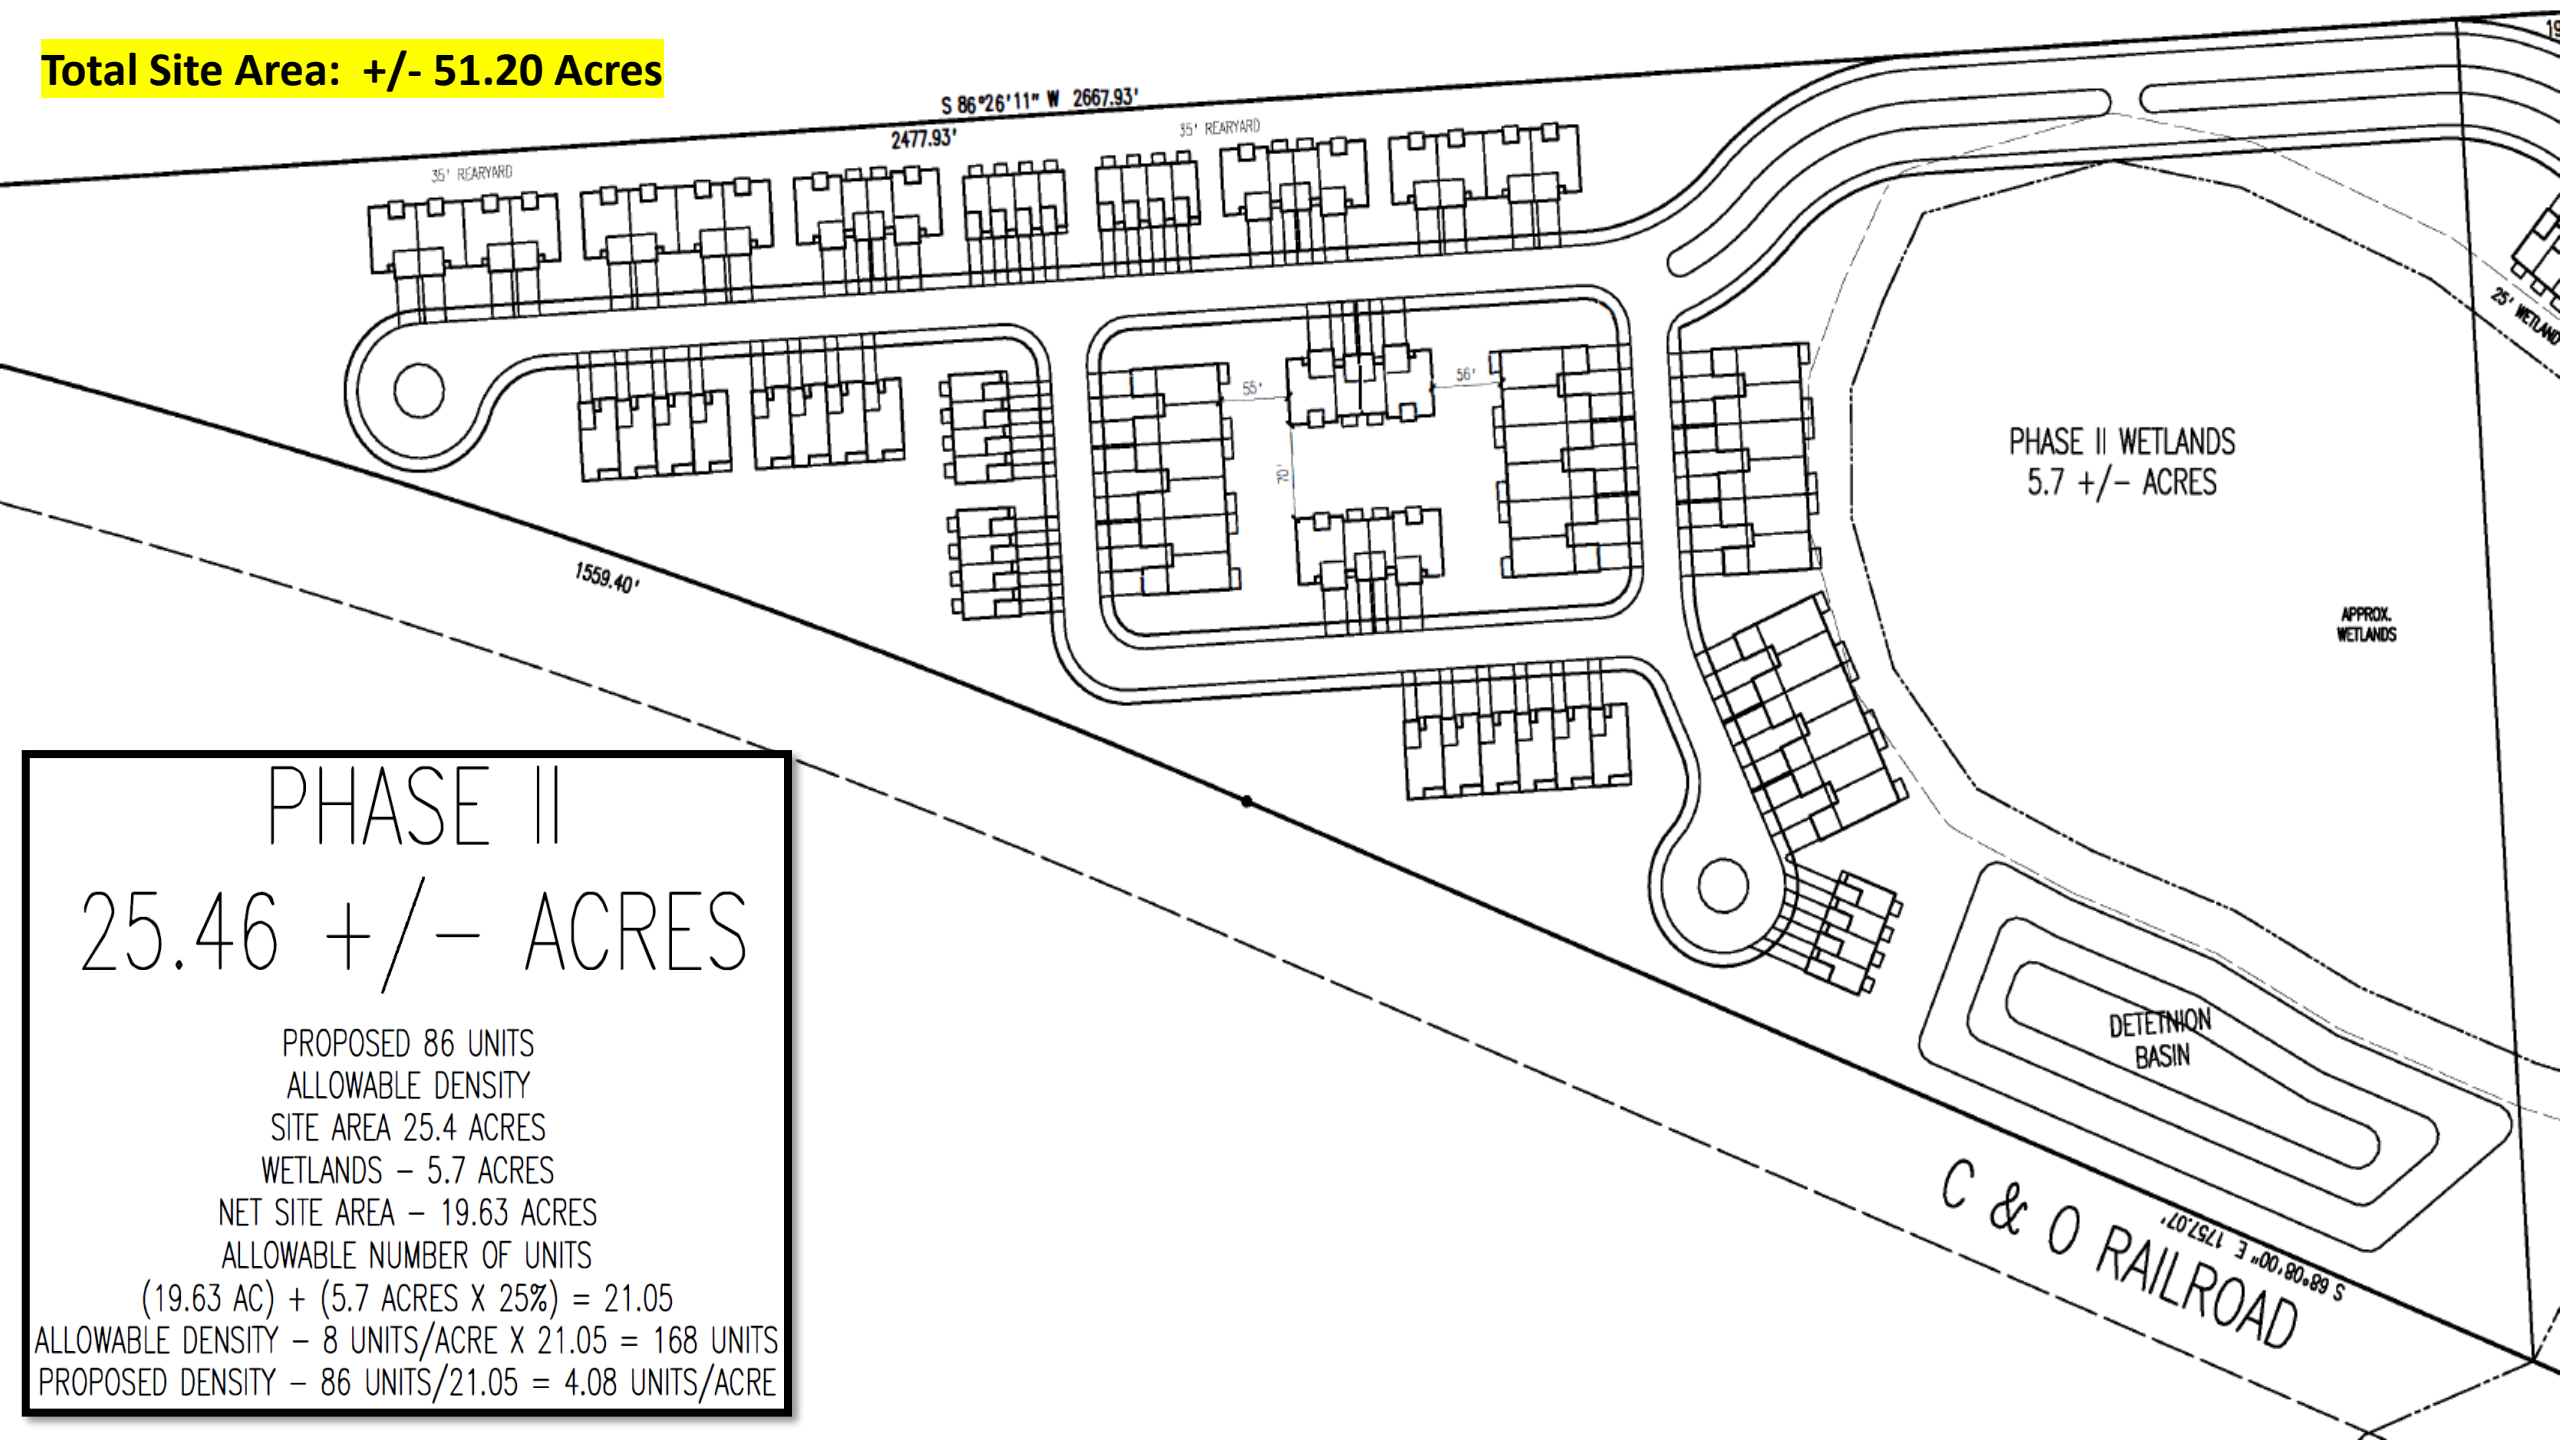 Total Site Area: +/- 51.20 Acres
S 86°26'11" W 2667.93'
2477.93'
35' REARYARD
35' REARYARD
19
25' WETLAND
55'
56'
70'
PHASE II WETLANDS
5.7 +/- ACRES
APPROX.
WETLANDS
1559.40'
DETETNION
BASIN
C & O RAILROAD
S 68°08'00" E 1757.07'
PHASE II
25.46 +/- ACRES
PROPOSED 86 UNITS
ALLOWABLE DENSITY
SITE AREA 25.4 ACRES
WETLANDS - 5.7 ACRES
NET SITE AREA - 19.63 ACRES
ALLOWABLE NUMBER OF UNITS
(19.63 AC) + (5.7 ACRES X 25%) = 21.05
ALLOWABLE DENSITY - 8 UNITS/ACRE X 21.05 = 168 UNITS
PROPOSED DENSITY - 86 UNITS/21.05 = 4.08 UNITS/ACRE